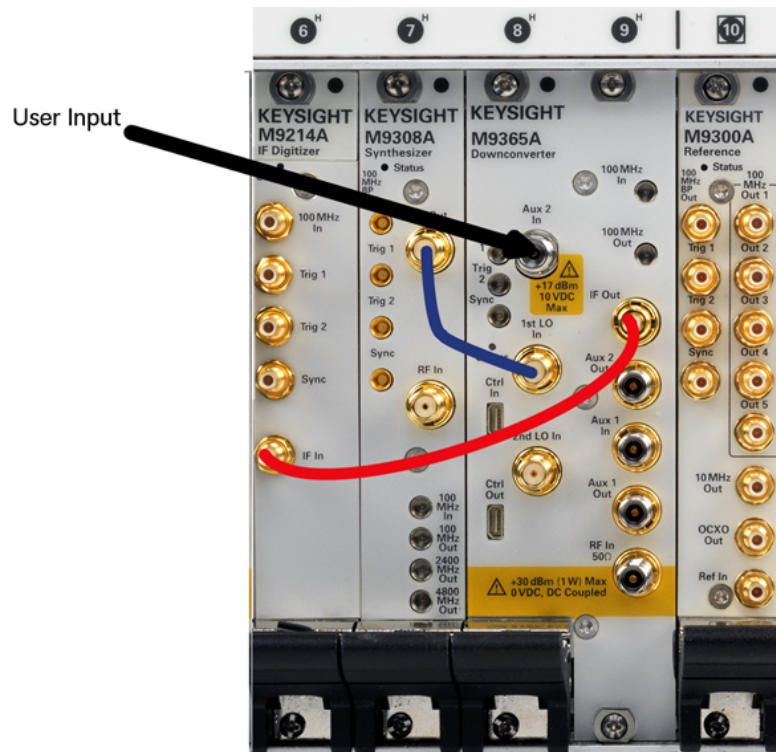 6 H
7 H
8 H
9 H
10
User Input
KEYSIGHT
M9214A
IF Digitizer
100 MHz
In
Trig 1
Trig 2
Sync
IF In
KEYSIGHT
M9308A
Synthesizer
Status
100
MHz
BP
Trig 1
Trig 2
Sync
RF In
100
MHz
In
100
MHz
Out
2400
MHz
Out
4800
MHz
Out
KEYSIGHT
M9365A
Downconverter
Aux 2
In
1
Trig
2
Sync
+17 dBm
10 VDC
Max
1st LO
In
Ctrl
In
2nd LO In
Ctrl
Out
100 MHz
In
100 MHz
Out
IF Out
Aux 2
Out
Aux 1
In
Aux 1
Out
RF In
50Ω
+30 dBm (1 W) Max
0 VDC, DC Coupled
KEYSIGHT
M9300A
Reference
Status
100
MHz
BP
Out
Trig 1
Trig 2
Sync
100
MHz
Out 1
Out 2
Out 3
Out 4
Out 5
10 MHz
Out
OCXO
Out
Ref In